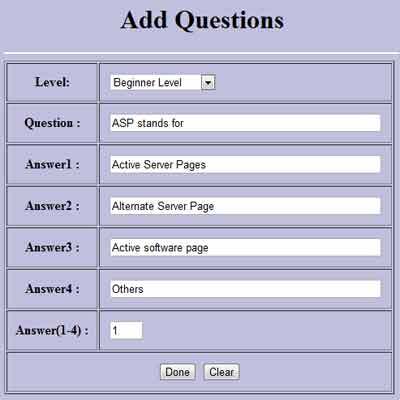 Add Questions
Level: Beginner Level
Question : ASP stands for
Answer1 : Active Server Pages
Answer2 : Alternate Server Page
Answer3 : Active software page
Answer4 : Others
Answer(1-4) : 1
Done Clear